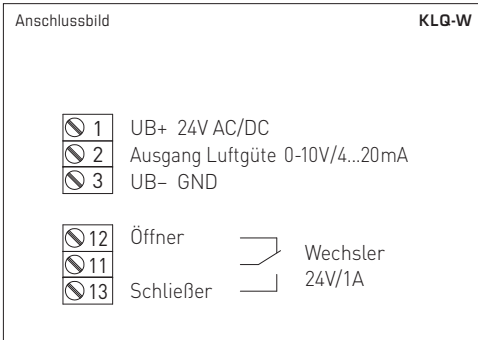 Anschlussbild KLQ-W
1 UB+ 24V AC/DC
2 Ausgang Luftgüte 0-10V/4...20mA
3 UB– GND
12 Öffner
11
13 Schließer
Wechsler
24V/1A